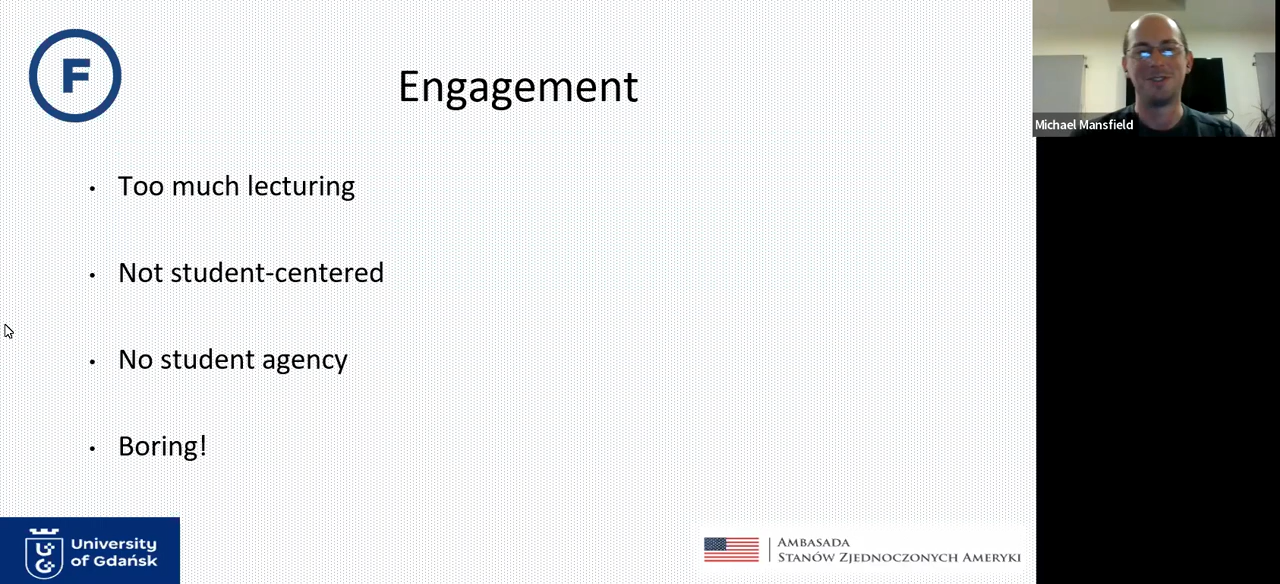 F
Engagement
Michael Mansfield
• Too much lecturing
• Not student-centered
• No student agency
• Boring!
University
of Gdańsk
AMBASADA
STANÓW ZJEDNOCZONYCH AMERYKI